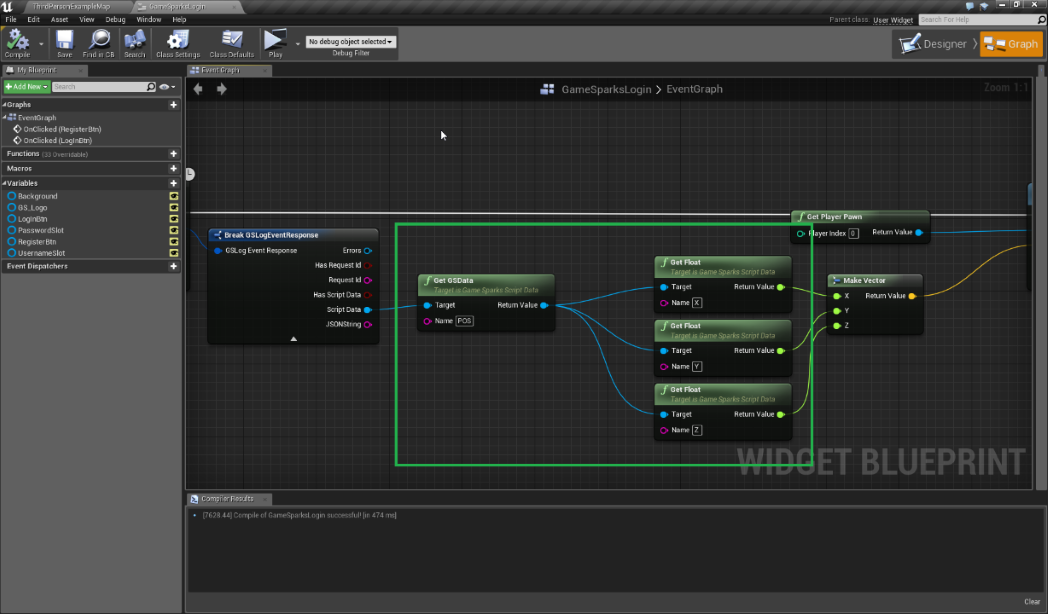 ThirdPersonExampleMap
GameSparksLogin
File Edit Asset View Debug Window Help
Parent class: User Widget
Search For Help
Compile
Save
Find in CB
Search
Class Settings
Class Defaults
Play
No debug object selected
Debug Filter
Designer
Graph
My Blueprint
+Add New
Search
Graphs
EventGraph
OnClicked (RegisterBtn)
OnClicked (LogInBtn)
Functions (33 Overridable)
Macros
Variables
Background
GS_Logo
LoginBtn
PasswordSlot
RegisterBtn
UsernameSlot
Event Dispatchers
Event Graph
GameSparksLogin > EventGraph
Zoom 1:1
Break GSLogEventResponse
GSLog Event Response
Errors
Has Request Id
Request Id
Has Script Data
Script Data
JSONString
Get GSData
Target is Game Sparks Script Data
Target
Return Value
Name POS
Get Float
Target is Game Sparks Script Data
Target
Return Value
Name X
Get Float
Target is Game Sparks Script Data
Target
Return Value
Name Y
Get Float
Target is Game Sparks Script Data
Target
Return Value
Name Z
Get Player Pawn
Player Index 0
Return Value
Make Vector
X
Return Value
Y
Z
WIDGET BLUEPRINT
Compiler Results
[7628.44] Compile of GameSparksLogin successful! [in 474 ms]
Clear